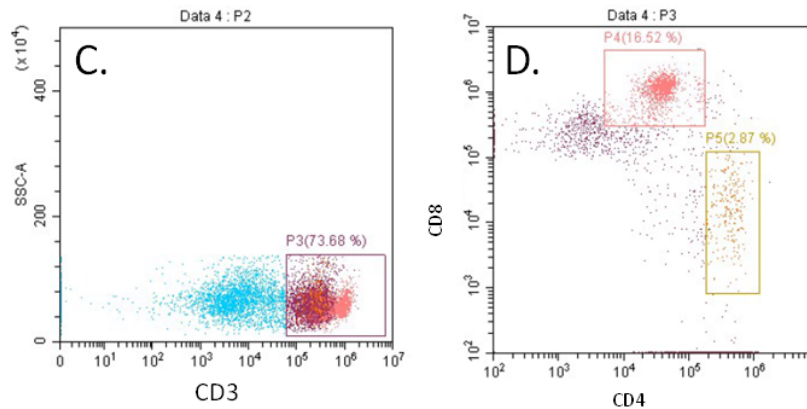 Data 4 : P2
C.
(x 10⁴)
SSC-A
400
200
0
P3(73.68 %)
0 10¹ 10² 10³ 10⁴ 10⁵ 10⁶ 10⁷
CD3
Data 4 : P3
D.
P4(16.52 %)
P5(2.87 %)
CD8
10⁷
10⁶
10⁵
10⁴
10³
10²
10² 10³ 10⁴ 10⁵ 10⁶
CD4